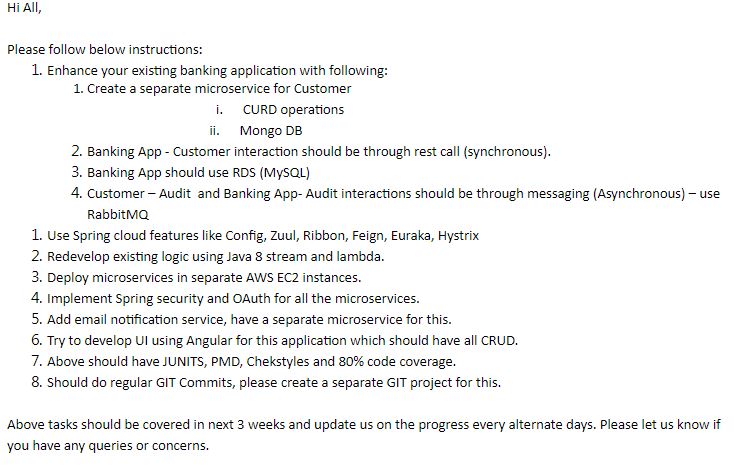 Hi All,
Please follow below instructions:
1. Enhance your existing banking application with following:
1. Create a separate microservice for Customer
i. CURD operations
ii. Mongo DB
2. Banking App - Customer interaction should be through rest call (synchronous).
3. Banking App should use RDS (MySQL)
4. Customer – Audit and Banking App- Audit interactions should be through messaging (Asynchronous) – use
RabbitMQ
1. Use Spring cloud features like Config, Zuul, Ribbon, Feign, Euraka, Hystrix
2. Redevelop existing logic using Java 8 stream and lambda.
3. Deploy microservices in separate AWS EC2 instances.
4. Implement Spring security and OAuth for all the microservices.
5. Add email notification service, have a separate microservice for this.
6. Try to develop UI using Angular for this application which should have all CRUD.
7. Above should have JUNITS, PMD, Chekstyles and 80% code coverage.
8. Should do regular GIT Commits, please create a separate GIT project for this.
Above tasks should be covered in next 3 weeks and update us on the progress every alternate days. Please let us know if
you have any queries or concerns.